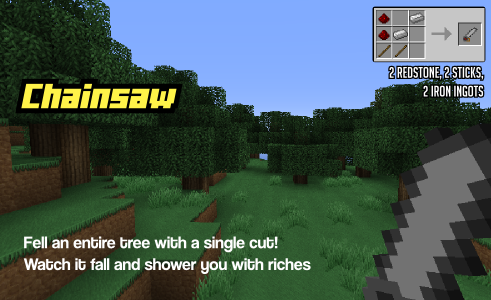 Chainsaw
2 REDSTONE, 2 STICKS,
2 IRON INGOTS
Fell an entire tree with a single cut!
Watch it fall and shower you with riches